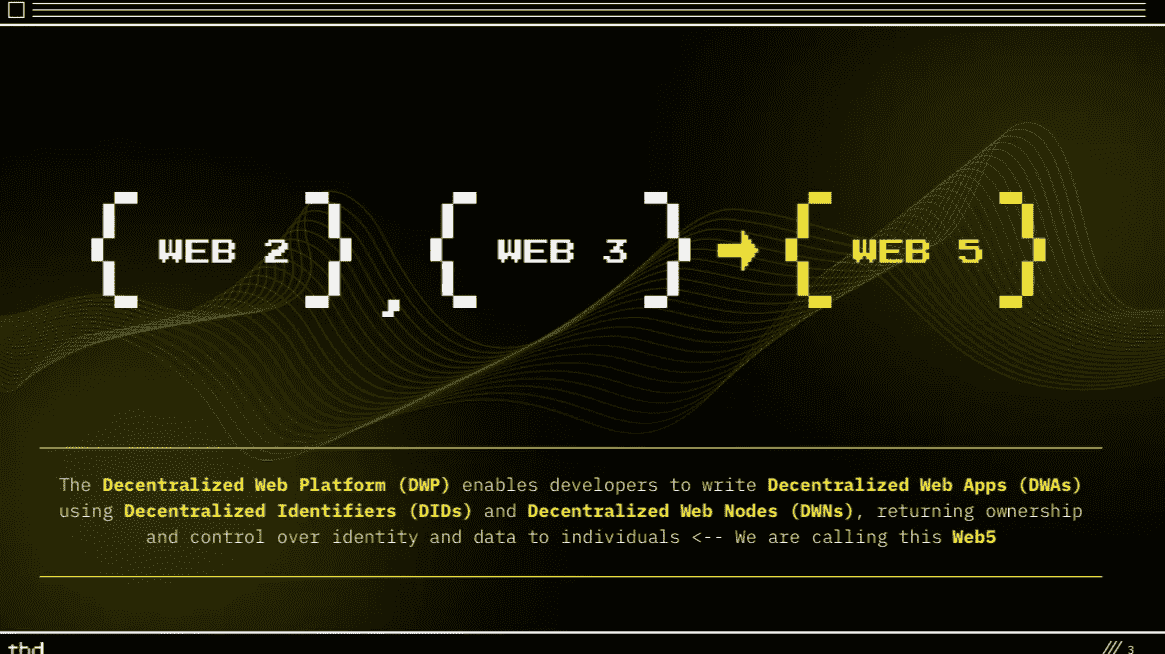 { WEB 2 }, { WEB 3 } → { WEB 5 }
The Decentralized Web Platform (DWP) enables developers to write Decentralized Web Apps (DWAs)
using Decentralized Identifiers (DIDs) and Decentralized Web Nodes (DWNs), returning ownership
and control over identity and data to individuals <-- We are calling this Web5
tbd
/// 3